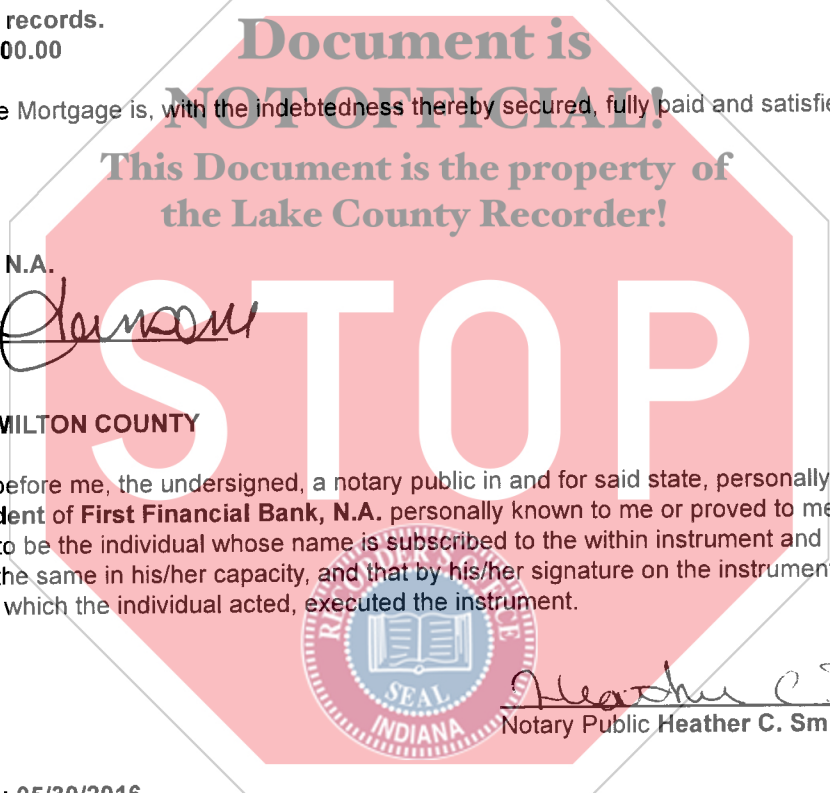 records.
00.00
Document is
NOT OFFICIAL!
e Mortgage is, with the indebtedness thereby secured, fully paid and satisfie
This Document is the property of
the Lake County Recorder!
N.A.
STOP
MILTON COUNTY
before me, the undersigned, a notary public in and for said state, personally
dent of First Financial Bank, N.A. personally known to me or proved to me
to be the individual whose name is subscribed to the within instrument and
the same in his/her capacity, and that by his/her signature on the instrument
which the individual acted, executed the instrument.
SEAL
INDIANA
Heather C.
Notary Public Heather C. Sm
05/30/2016